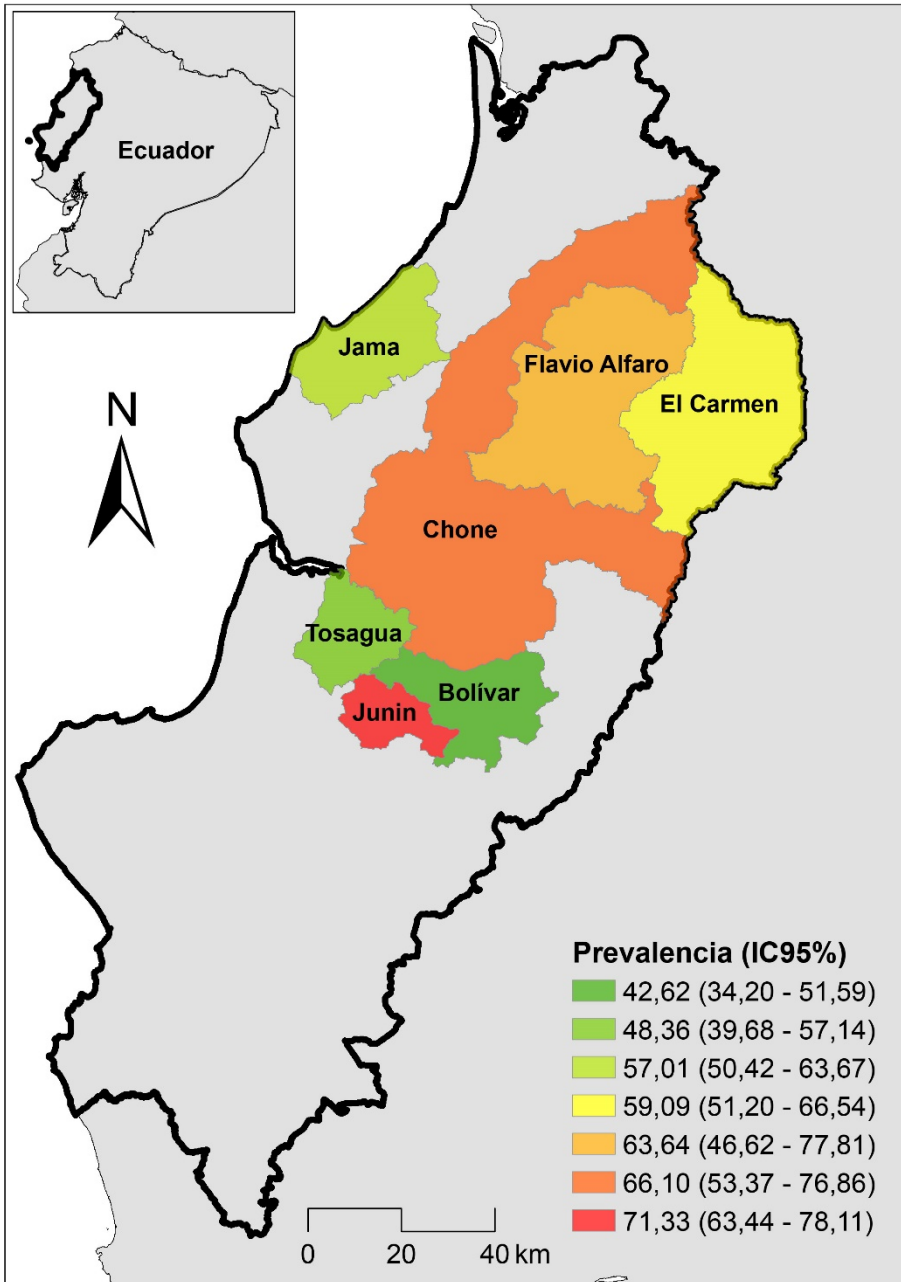 Ecuador
Jama
Flavio Alfaro
El Carmen
N
Chone
Tosagua
Bolívar
Junin
Prevalencia (IC95%)
42,62 (34,20 - 51,59)
48,36 (39,68 - 57,14)
57,01 (50,42 - 63,67)
59,09 (51,20 - 66,54)
63,64 (46,62 - 77,81)
66,10 (53,37 - 76,86)
71,33 (63,44 - 78,11)
0 20 40 km